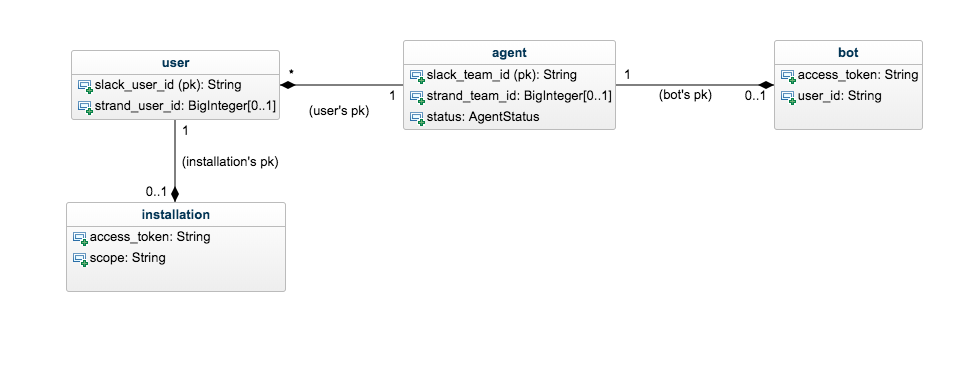 user
slack_user_id (pk): String
strand_user_id: BigInteger[0..1]
*
1
(user's pk)
agent
slack_team_id (pk): String
strand_team_id: BigInteger[0..1]
status: AgentStatus
1
(bot's pk)
0..1
bot
access_token: String
user_id: String
1
(installation's pk)
0..1
installation
access_token: String
scope: String